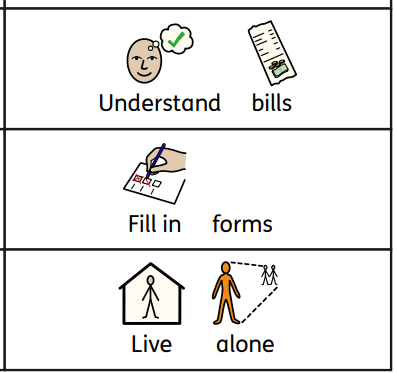 Understand bills
Fill in forms
Live alone